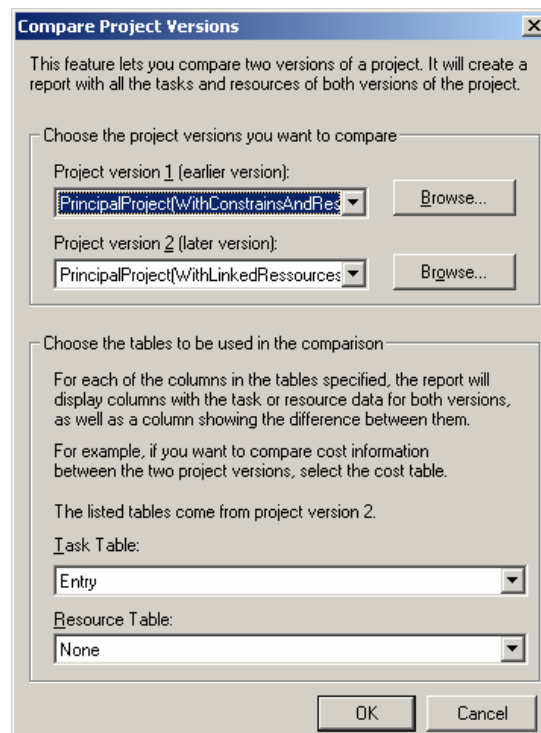 Compare Project Versions
This feature lets you compare two versions of a project. It will create a
report with all the tasks and resources of both versions of the project.
Choose the project versions you want to compare
Project version 1 (earlier version):
PrincipalProject(WithConstrainsAndRes
Browse...
Project version 2 (later version):
PrincipalProject(WithLinkedRessources
Browse...
Choose the tables to be used in the comparison
For each of the columns in the tables specified, the report will
display columns with the task or resource data for both versions,
as well as a column showing the difference between them.
For example, if you want to compare cost information
between the two project versions, select the cost table.
The listed tables come from project version 2.
Task Table:
Entry
Resource Table:
None
OK
Cancel